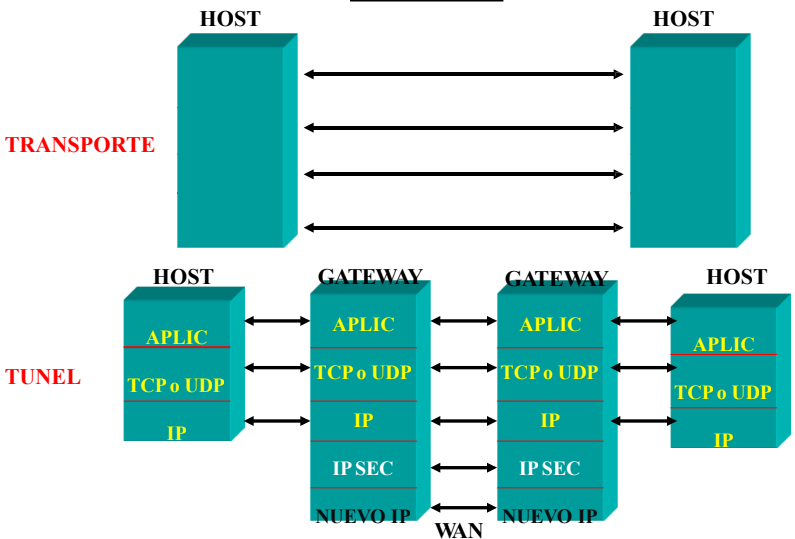 HOST HOST
TRANSPORTE
HOST GATEWAY GATEWAY HOST
APLIC APLIC APLIC APLIC
TUNEL TCP o UDP TCP o UDP TCP o UDP TCP o UDP
IP IP IP IP
IP SEC IP SEC
NUEVO IP WAN NUEVO IP